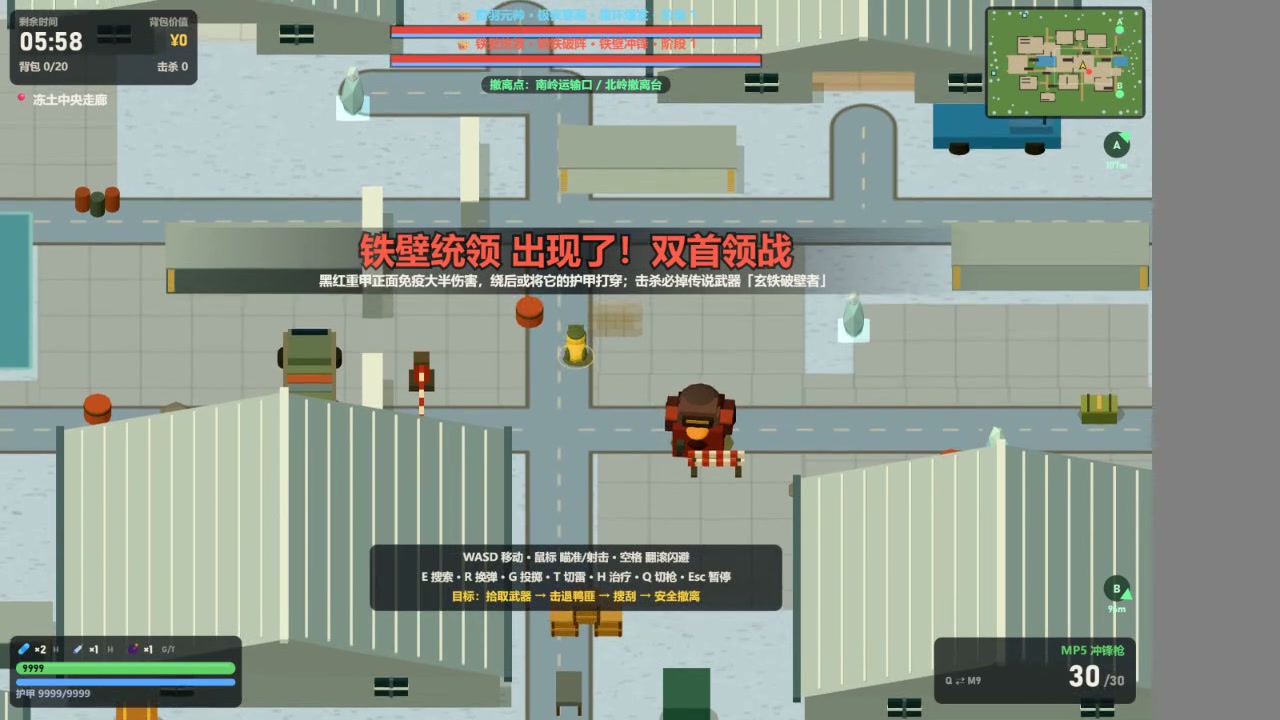 剩余时间
背包价值
05:58
¥0
背包 0/20
击杀 0
冻土中央走廊
阶段 1
撤离点：南岭运输口 / 北岭撤离台
A
B
A
铁壁统领 出现了！双首领战
黑红重甲正面免疫大半伤害，绕后或将它的护甲打穿；击杀必掉传说武器「玄铁破壁者」
WASD 移动 • 鼠标 瞄准/射击 • 空格 翻滚闪避
E 搜索 • R 换弹 • G 投掷 • T 切雷 • H 治疗 • Q 切枪 • Esc 暂停
目标：拾取武器 → 击退鸭匪 → 搜刮 → 安全撤离
B
95m
×2 H ×1 H ×1 G/T
9999
护甲 9999/9999
MP5 冲锋枪
Q ⇄ M9
30 /30